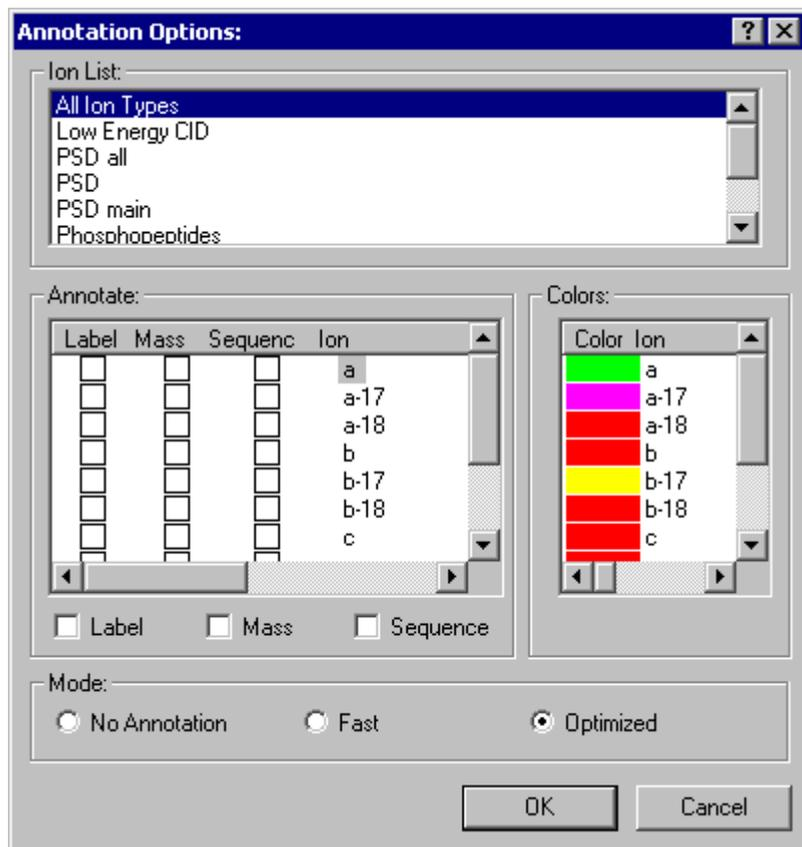 Annotation Options:
Ion List:
All Ion Types
Low Energy CID
PSD all
PSD
PSD main
Phosphopeptides
Annotate:
Label Mass Sequenc Ion
a
a-17
a-18
b
b-17
b-18
c
Label Mass Sequence
Colors:
Color Ion
a
a-17
a-18
b
b-17
b-18
c
Mode:
No Annotation Fast Optimized
OK Cancel